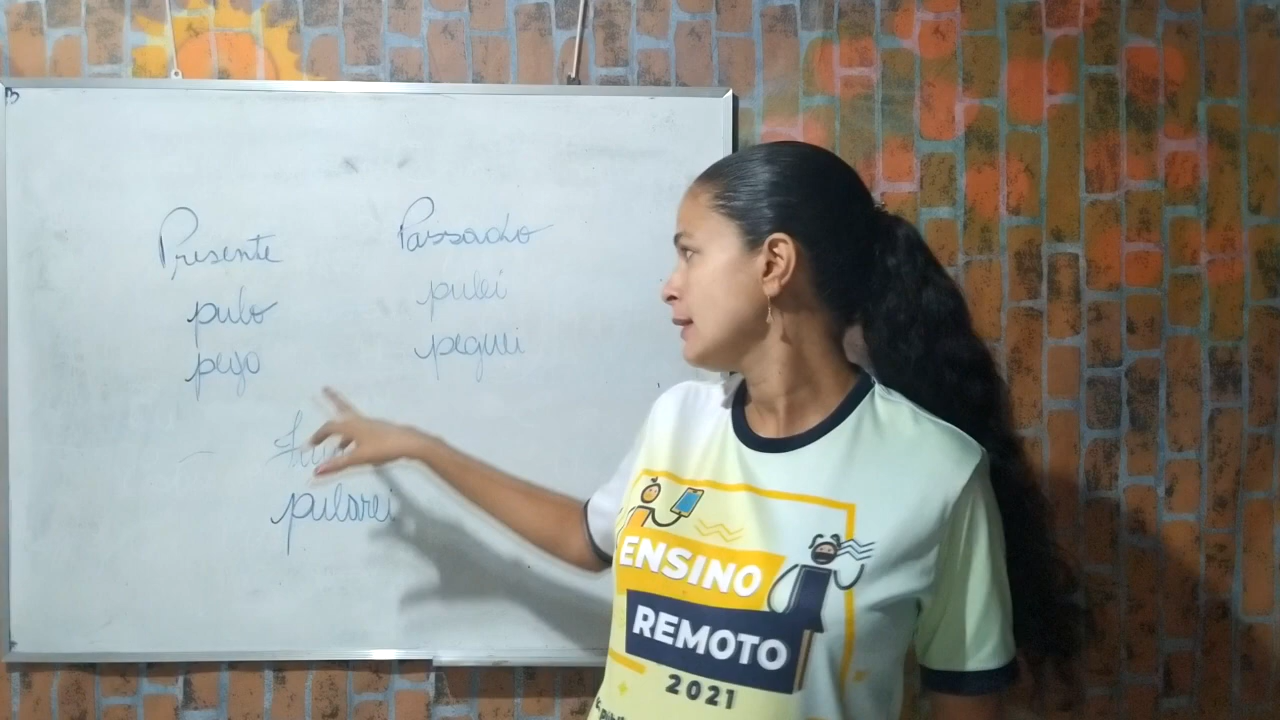 Presente
pulo
pego
Passado
pulei
peguei
pularei
ENSINO
REMOTO
2021